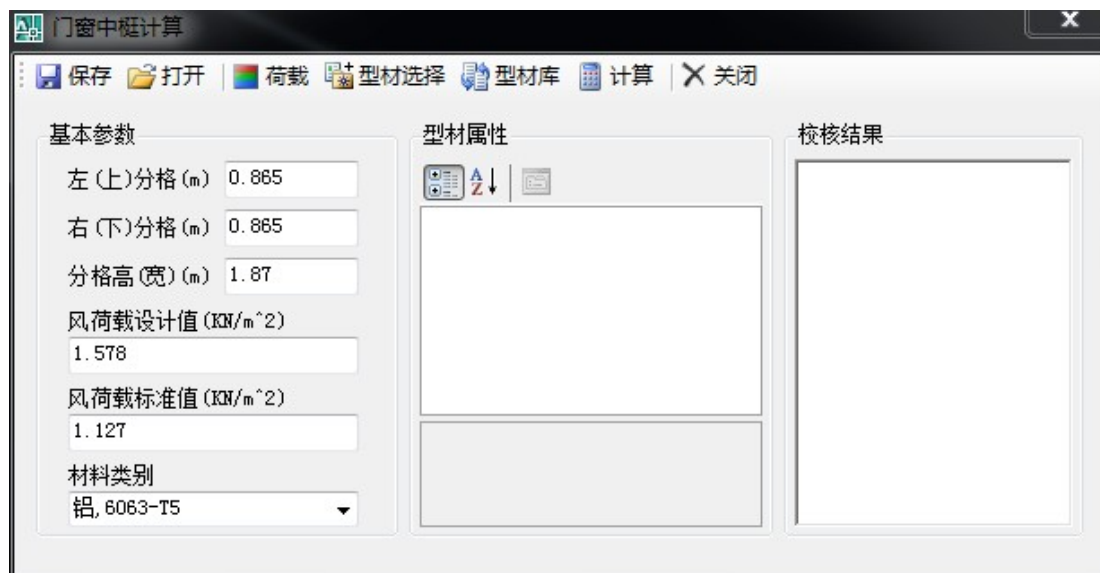 门窗中梃计算
保存 打开 荷载 型材选择 型材库 计算 关闭
基本参数
左(上)分格(m) 0.865
右(下)分格(m) 0.865
分格高(宽)(m) 1.87
风荷载设计值(KN/m^2)
1.578
风荷载标准值(KN/m^2)
1.127
材料类别
铝,6063-T5
型材属性
校核结果